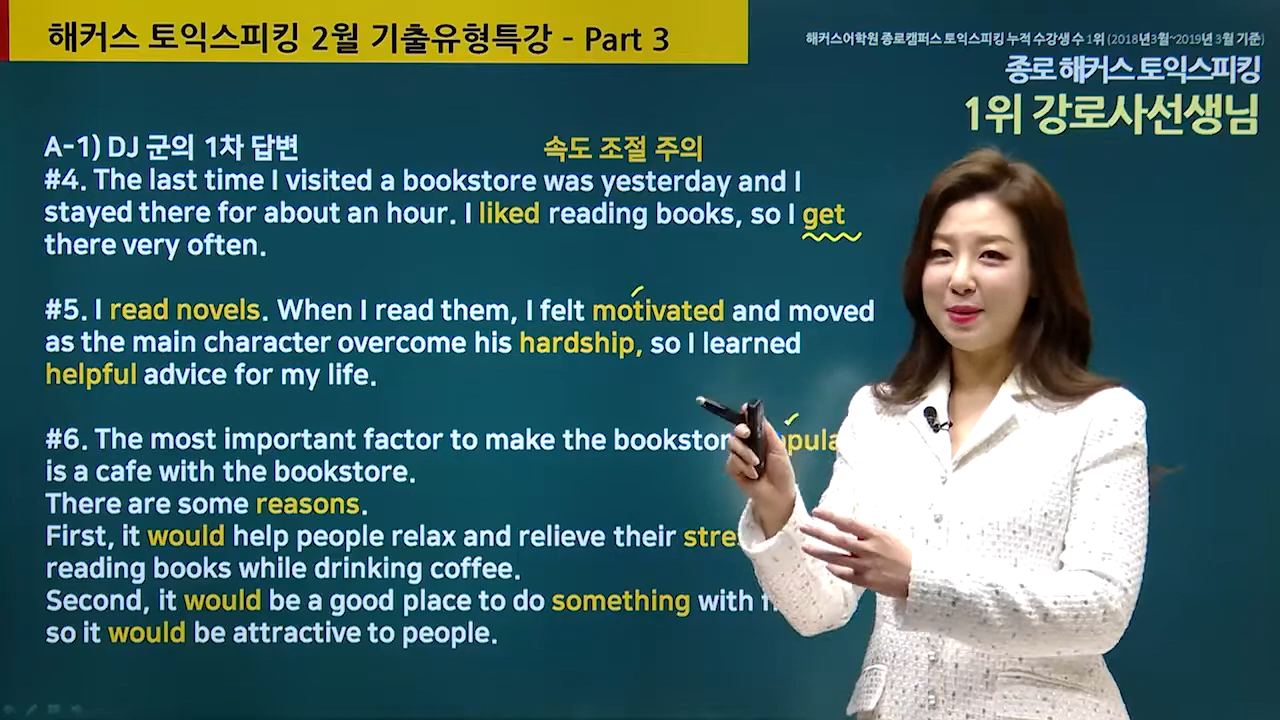 해커스 토익스피킹 2월 기출유형특강 - Part 3
해커스어학원 종로캠퍼스 토익스피킹 누적 수강생 수 1위 (2018년 3월~2019년 3월 기준)
종로 해커스 토익스피킹
1위 강로사선생님
A-1) DJ 군의 1차 답변
속도 조절 주의
#4. The last time I visited a bookstore was yesterday and I
stayed there for about an hour. I liked reading books, so I get
there very often.
#5. I read novels. When I read them, I felt motivated and moved
as the main character overcome his hardship, so I learned
helpful advice for my life.
#6. The most important factor to make the
is a cafe with the bookstore.
There are some reasons.
First, it would help people relax and relieve their
reading books while drinking coffee.
Second, it would be a good place to do something with
so it would be attractive to people.